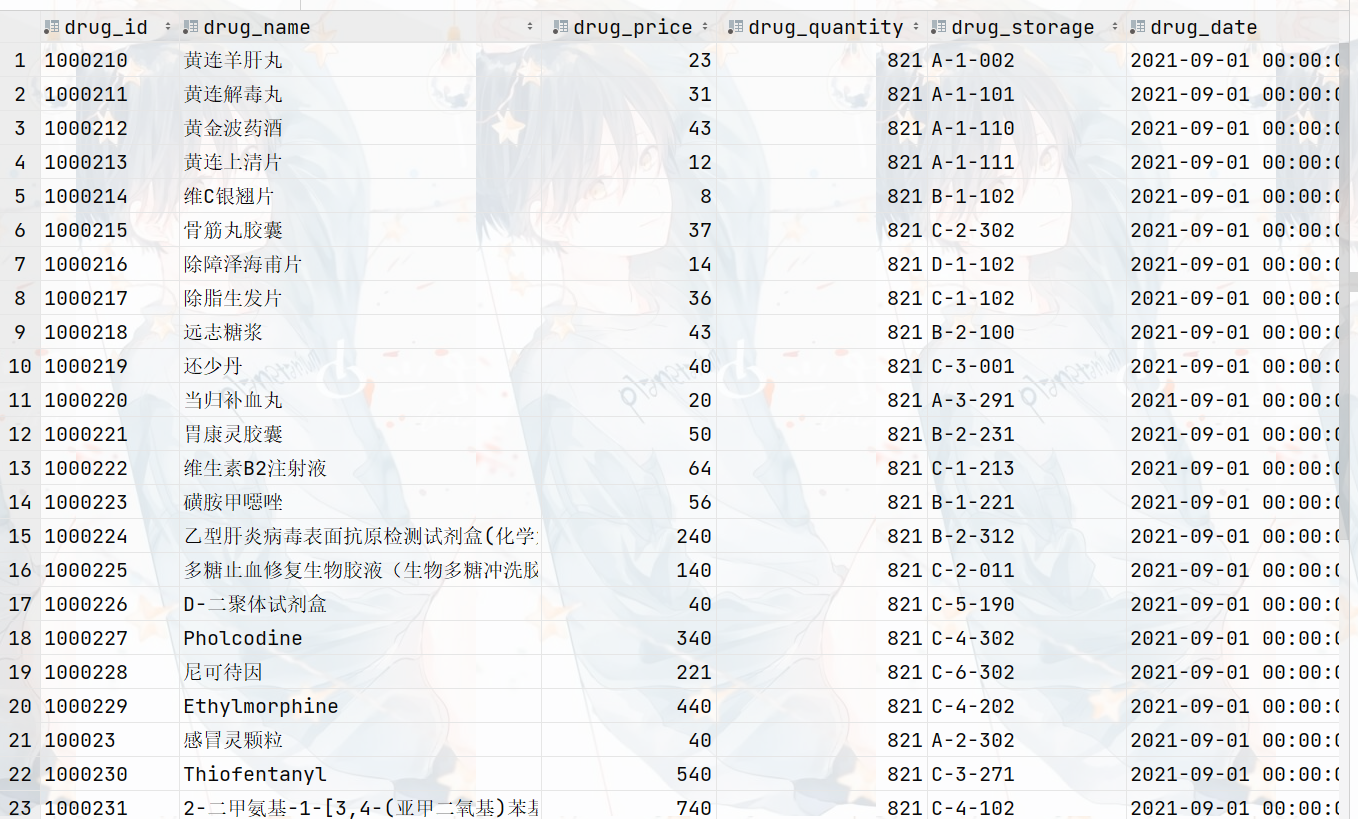 drug_id drug_name drug_price drug_quantity drug_storage drug_date
1 1000210 黄连羊肝丸 23 821 A-1-002 2021-09-01 00:00:0
2 1000211 黄连解毒丸 31 821 A-1-101 2021-09-01 00:00:0
3 1000212 黄金波药酒 43 821 A-1-110 2021-09-01 00:00:0
4 1000213 黄连上清片 12 821 A-1-111 2021-09-01 00:00:0
5 1000214 维C银翘片 8 821 B-1-102 2021-09-01 00:00:0
6 1000215 骨筋丸胶囊 37 821 C-2-302 2021-09-01 00:00:0
7 1000216 除障泽海甫片 14 821 D-1-102 2021-09-01 00:00:0
8 1000217 除脂生发片 36 821 C-1-102 2021-09-01 00:00:0
9 1000218 远志糖浆 43 821 B-2-100 2021-09-01 00:00:0
10 1000219 还少丹 40 821 C-3-001 2021-09-01 00:00:0
11 1000220 当归补血丸 20 821 A-3-291 2021-09-01 00:00:0
12 1000221 胃康灵胶囊 50 821 B-2-231 2021-09-01 00:00:0
13 1000222 维生素B2注射液 64 821 C-1-213 2021-09-01 00:00:0
14 1000223 磺胺甲噁唑 56 821 B-1-221 2021-09-01 00:00:0
15 1000224 乙型肝炎病毒表面抗原检测试剂盒(化学 240 821 B-2-312 2021-09-01 00:00:0
16 1000225 多糖止血修复生物胶液（生物多糖冲洗胶 140 821 C-2-011 2021-09-01 00:00:0
17 1000226 D-二聚体试剂盒 40 821 C-5-190 2021-09-01 00:00:0
18 1000227 Pholcodine 340 821 C-4-302 2021-09-01 00:00:0
19 1000228 尼可待因 221 821 C-6-302 2021-09-01 00:00:0
20 1000229 Ethylmorphine 440 821 C-4-202 2021-09-01 00:00:0
21 100023 感冒灵颗粒 40 821 A-2-302 2021-09-01 00:00:0
22 1000230 Thiofentanyl 540 821 C-3-271 2021-09-01 00:00:0
23 1000231 2-二甲氨基-1-[3,4-(亚甲二氧基)苯基 740 821 C-4-102 2021-09-01 00:00:0